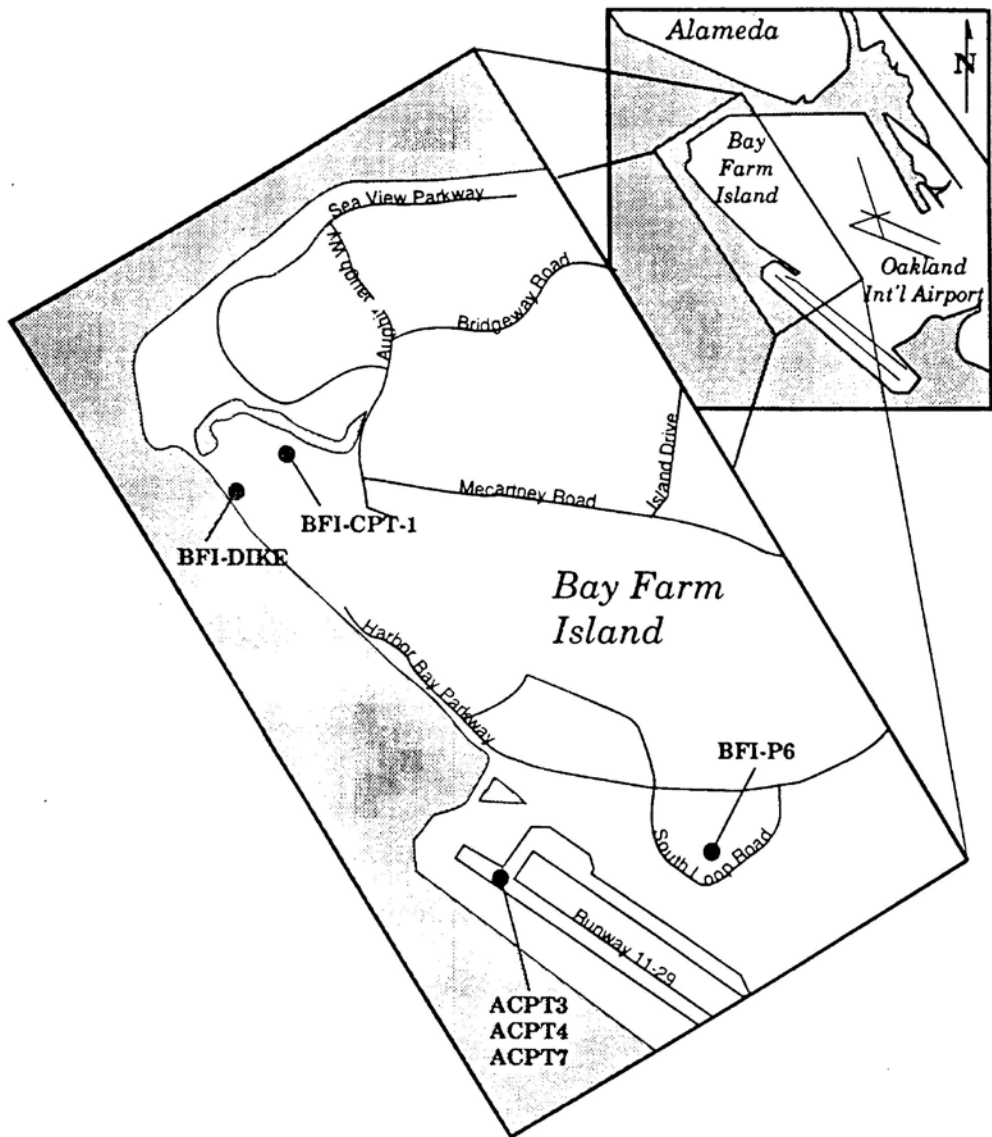 Alameda
N
Bay
Farm
Island
Oakland
Int'l Airport
Sea View Parkway
Aughinbaugh Wy
Bridgeway Road
Island Drive
Mecartney Road
BFI-CPT-1
BFI-DIKE
Bay Farm
Island
Harbor Bay Parkway
BFI-P6
South Loop Road
Runway 11-29
ACPT3
ACPT4
ACPT7